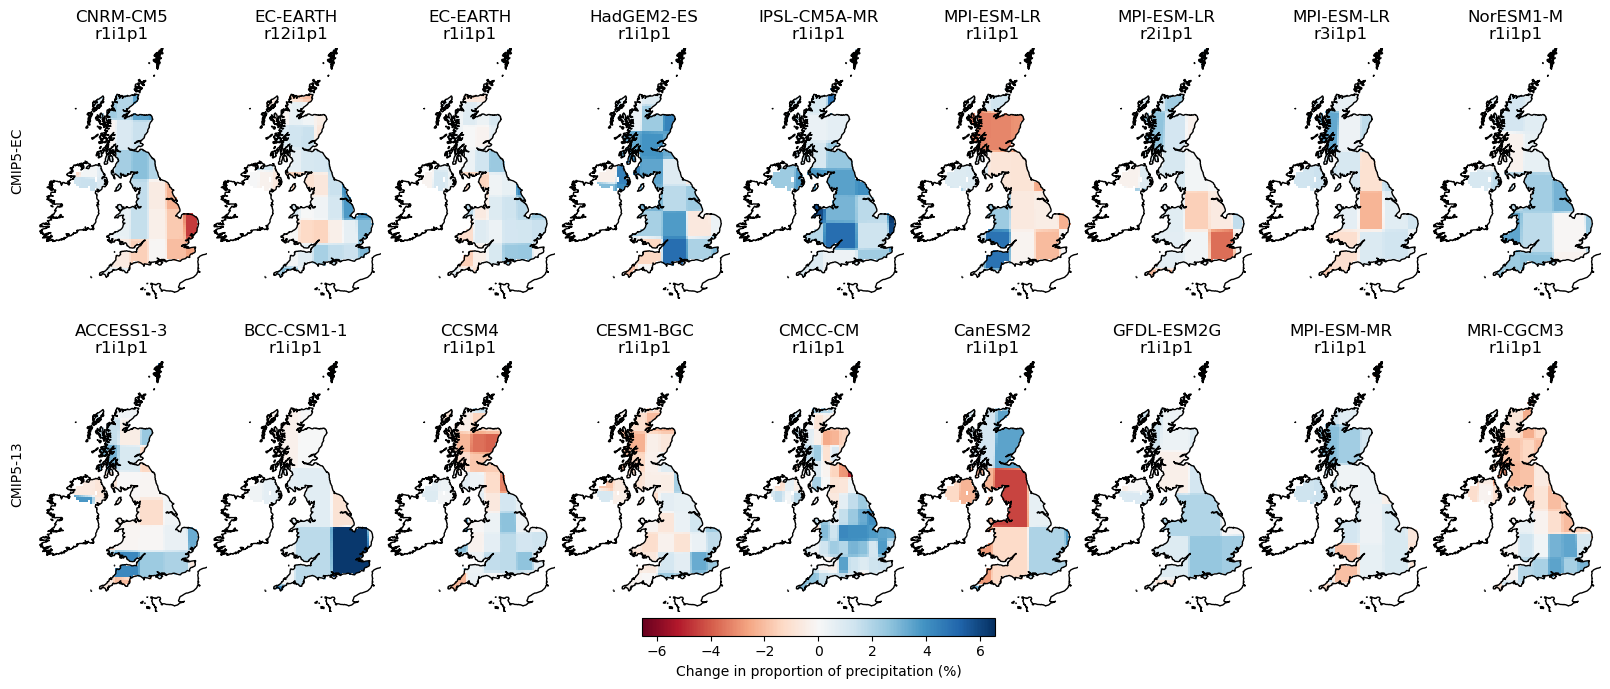 CNRM-CM5 EC-EARTH EC-EARTH HadGEM2-ES IPSL-CM5A-MR MPI-ESM-LR MPI-ESM-LR MPI-ESM-LR NorESM1-M
r1i1p1 r12i1p1 r1i1p1 r1i1p1 r1i1p1 r1i1p1 r2i1p1 r3i1p1 r1i1p1
CMIP5-EC
ACCESS1-3 BCC-CSM1-1 CCSM4 CESM1-BGC CMCC-CM CanESM2 GFDL-ESM2G MPI-ESM-MR MRI-CGCM3
r1i1p1 r1i1p1 r1i1p1 r1i1p1 r1i1p1 r1i1p1 r1i1p1 r1i1p1 r1i1p1
CMIP5-13
−6 −4 −2 0 2 4 6
Change in proportion of precipitation (%)